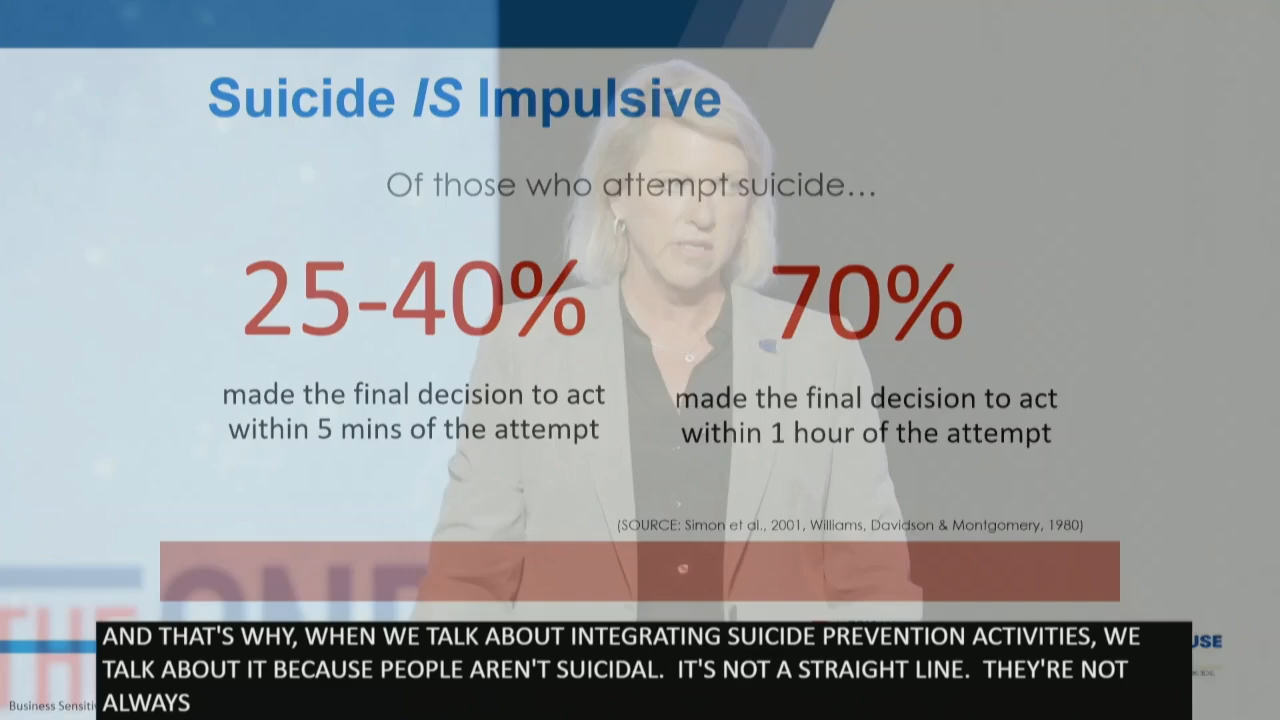 Suicide IS Impulsive
Of those who attempt suicide...
25-40%
70%
made the final decision to act
within 5 mins of the attempt
made the final decision to act
within 1 hour of the attempt
(SOURCE: Simon et al., 2001, Williams, Davidson & Montgomery, 1980)
THE ONE
AND THAT'S WHY, WHEN WE TALK ABOUT INTEGRATING SUICIDE PREVENTION ACTIVITIES, WE
TALK ABOUT IT BECAUSE PEOPLE AREN'T SUICIDAL. IT'S NOT A STRAIGHT LINE. THEY'RE NOT
ALWAYS
Business